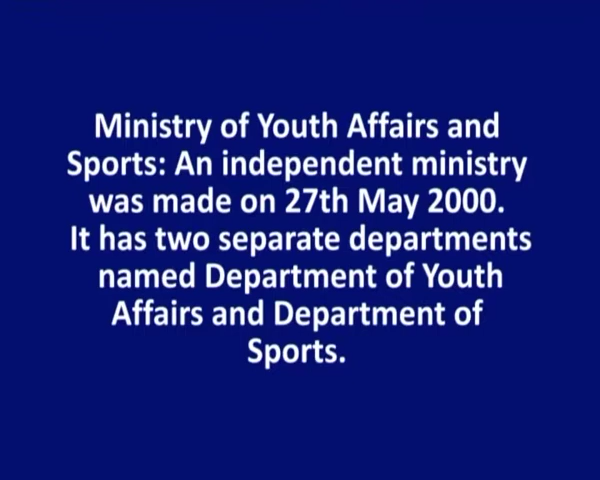 Ministry of Youth Affairs and
Sports: An independent ministry
was made on 27th May 2000.
It has two separate departments
named Department of Youth
Affairs and Department of
Sports.